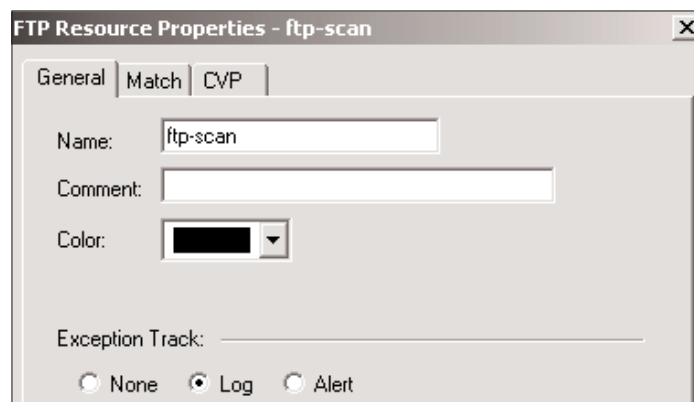 FTP Resource Properties - ftp-scan
General Match CVP
Name: ftp-scan
Comment:
Color:
Exception Track:
None Log Alert